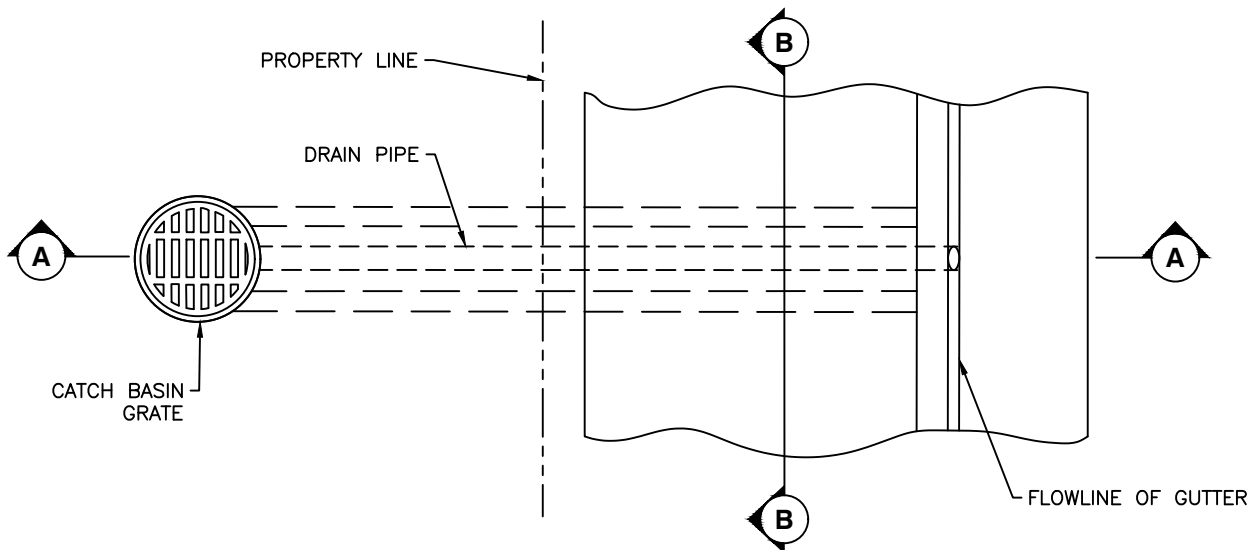 B
PROPERTY LINE
DRAIN PIPE
A
A
CATCH BASIN
GRATE
FLOWLINE OF GUTTER
B